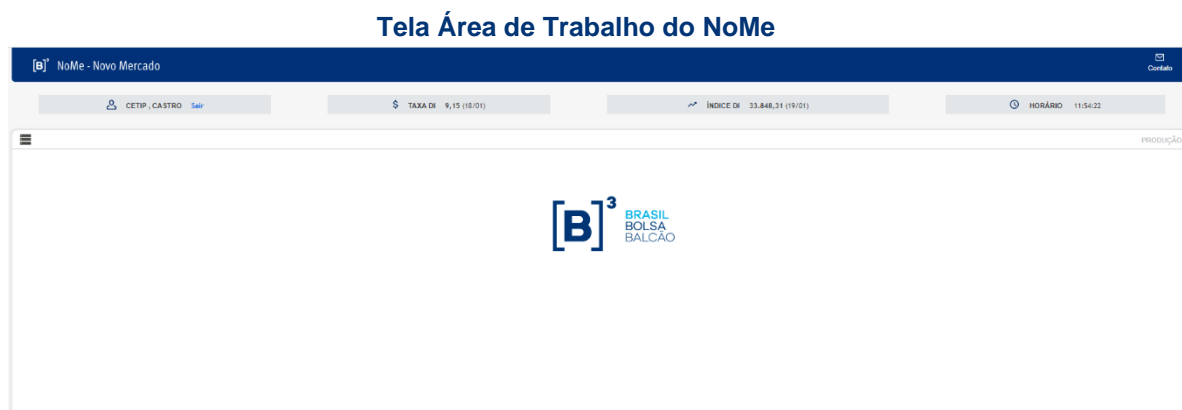 Tela Área de Trabalho do NoMe
[B]³ NoMe - Novo Mercado
Contato
CETIP , CASTRO Sair
TAXA DI 9,15 (18/01)
ÍNDICE DI 33.848,31 (19/01)
HORÁRIO 11:54:22
PRODUÇÃO
[B]³
BRASIL
BOLSA
BALCÃO